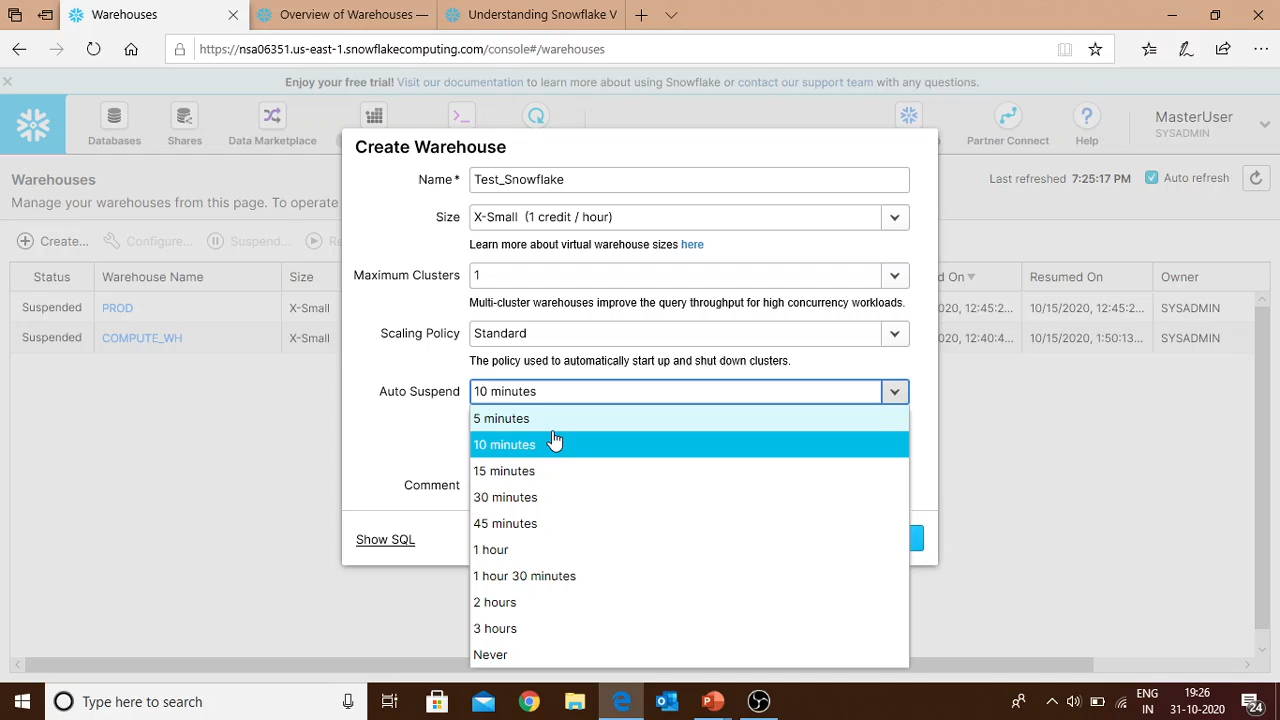 Warehouses
Overview of Warehouses —
Understanding Snowflake V
https://nsa06351.us-east-1.snowflakecomputing.com/console#/warehouses
Enjoy your free trial! Visit our documentation to learn more about using Snowflake or contact our support team with any questions.
Databases
Shares
Data Marketplace
Partner Connect
Help
MasterUser
SYSADMIN
Warehouses
Last refreshed 7:25:17 PM
Auto refresh
Manage your warehouses from this page. To operate
Create...
Configure...
Suspend...
Status
Warehouse Name
Size
d On
Resumed On
Owner
Suspended
PROD
X-Small
020, 12:45:2...
10/15/2020, 12:45:2...
SYSADMIN
Suspended
COMPUTE_WH
X-Small
020, 12:40:4...
10/15/2020, 1:50:13...
SYSADMIN
Create Warehouse
Name *
Test_Snowflake
Size
X-Small (1 credit / hour)
Learn more about virtual warehouse sizes here
Maximum Clusters
1
Multi-cluster warehouses improve the query throughput for high concurrency workloads.
Scaling Policy
Standard
The policy used to automatically start up and shut down clusters.
Auto Suspend
10 minutes
5 minutes
10 minutes
15 minutes
30 minutes
45 minutes
1 hour
1 hour 30 minutes
2 hours
3 hours
Never
Comment
Show SQL
Type here to search
ENG
IN
19:26
31-10-2020
24